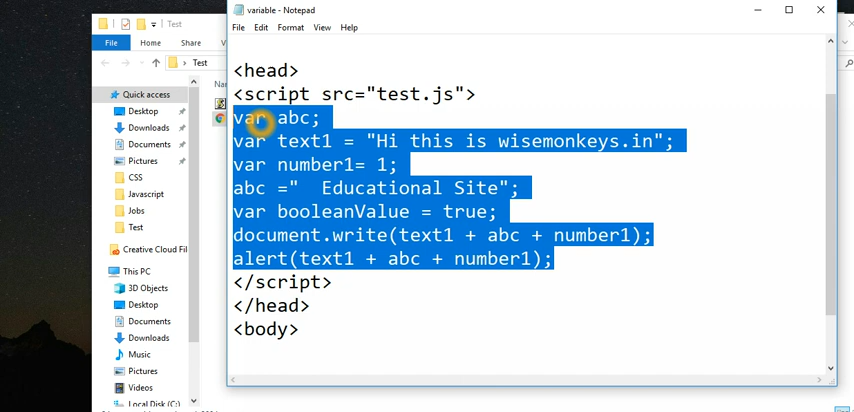 Test
File
Home
Share
V
Test
Quick access
Desktop
Downloads
Documents
Pictures
CSS
Javascript
Jobs
Test
Creative Cloud Fil
This PC
3D Objects
Desktop
Documents
Downloads
Music
Pictures
Videos
Local Disk (C:)
Nan
variable - Notepad
File Edit Format View Help
<head>
<script src="test.js">
var abc;
var text1 = "Hi this is wisemonkeys.in";
var number1= 1;
abc ="  Educational Site";
var booleanValue = true;
document.write(text1 + abc + number1);
alert(text1 + abc + number1);
</script>
</head>
<body>